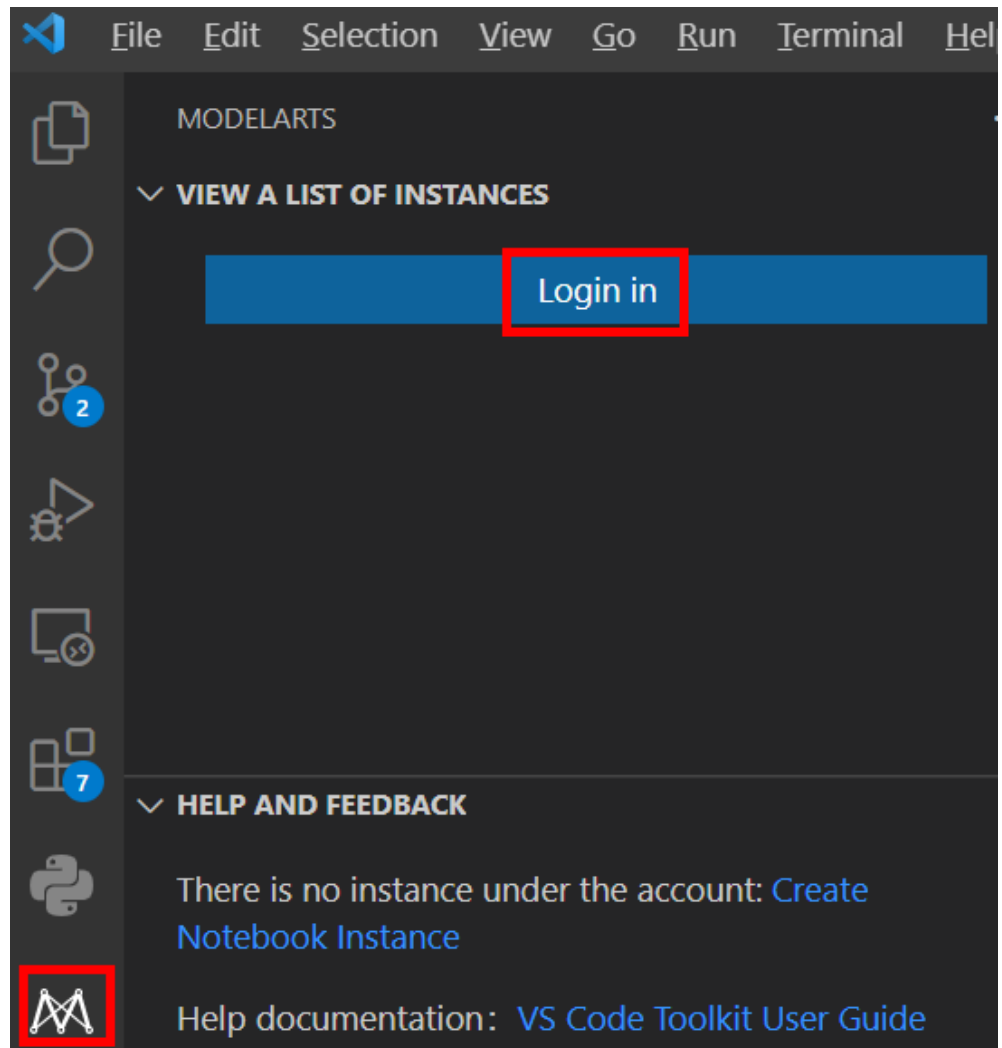 File Edit Selection View Go Run Terminal Hel
MODELARTS
VIEW A LIST OF INSTANCES
Login in
2
7
HELP AND FEEDBACK
There is no instance under the account: Create
Notebook Instance
Help documentation: VS Code Toolkit User Guide